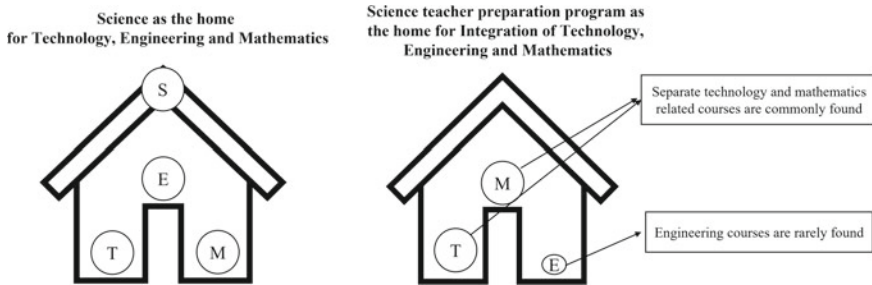 Science as the home
for Technology, Engineering and Mathematics
S
E
T
M
Science teacher preparation program as
the home for Integration of Technology,
Engineering and Mathematics
M
T
E
Separate technology and mathematics
related courses are commonly found
Engineering courses are rarely found